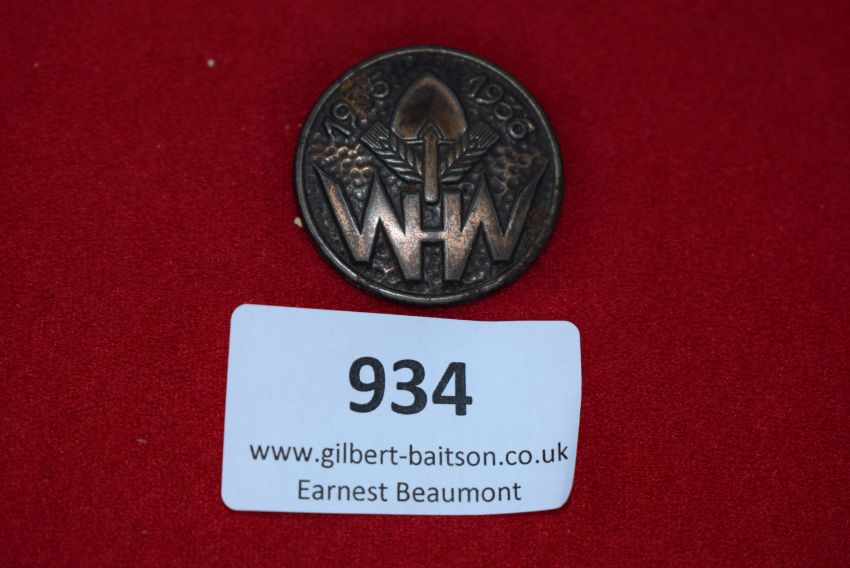 1935 1936
WHW
934
www.gilbert-baitson.co.uk
Earnest Beaumont